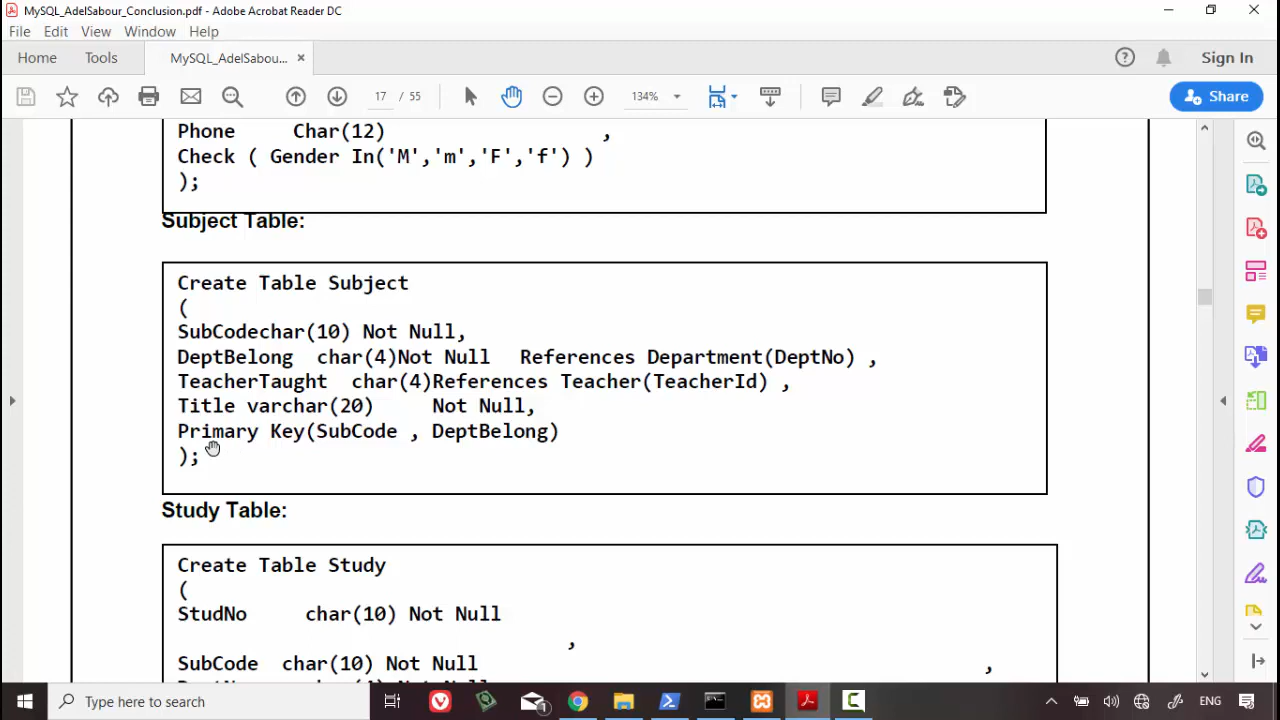 MySQL_AdelSabour_Conclusion.pdf - Adobe Acrobat Reader DC
File Edit View Window Help
Home Tools MySQL_AdelSabou... ×
Sign In
17 / 55
134%
Share
Phone Char(12) ,
Check ( Gender In('M','m','F','f') )
);
Subject Table:
Create Table Subject
(
SubCodechar(10) Not Null,
DeptBelong char(4)Not Null References Department(DeptNo) ,
TeacherTaught char(4)References Teacher(TeacherId) ,
Title varchar(20) Not Null,
Primary Key(SubCode , DeptBelong)
);
Study Table:
Create Table Study
(
StudNo char(10) Not Null
,
SubCode char(10) Not Null ,
Type here to search
1
ENG